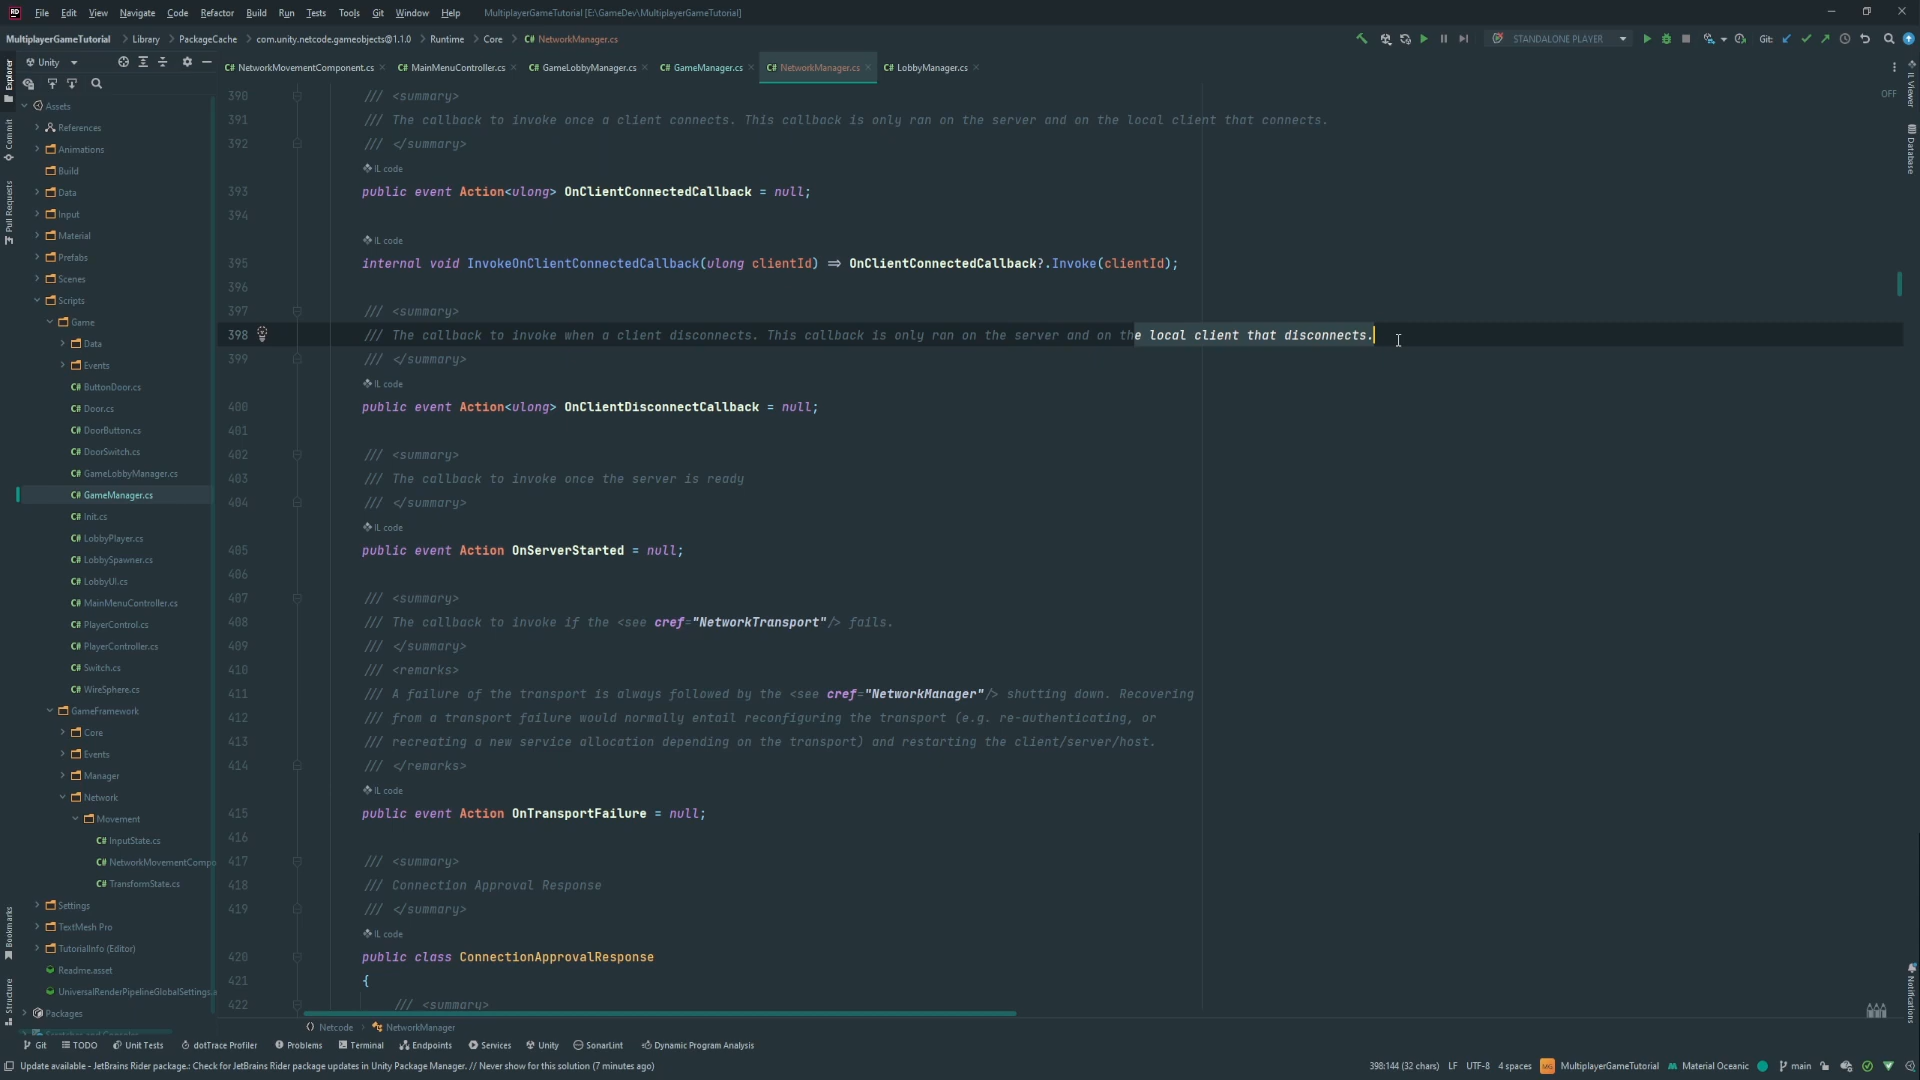 File Edit View Navigate Code Refactor Build Run Tests Tools Git Window Help MultiplayerGameTutorial [E:\GameDev\MultiplayerGameTutorial]
MultiplayerGameTutorial Library PackageCache com.unity.netcode.gameobjects@1.1.0 Runtime Core C# NetworkManager.cs STANDALONE PLAYER Git:
Unity
C# NetworkMovementComponent.cs C# MainMenuController.cs C# GameLobbyManager.cs C# GameManager.cs C# NetworkManager.cs C# LobbyManager.cs
Explorer
Commit
Pull Requests
Bookmarks
Structure
Assets
References
Animations
Build
Data
Input
Material
Prefabs
Scenes
Scripts
Game
Data
Events
C# ButtonDoor.cs
C# Door.cs
C# DoorButton.cs
C# DoorSwitch.cs
C# GameLobbyManager.cs
C# GameManager.cs
C# Init.cs
C# LobbyPlayer.cs
C# LobbySpawner.cs
C# LobbyUI.cs
C# MainMenuController.cs
C# PlayerControl.cs
C# PlayerController.cs
C# Switch.cs
C# WireSphere.cs
GameFramework
Core
Events
Manager
Network
Movement
C# InputState.cs
C# NetworkMovementCompo
C# TransformState.cs
Settings
TextMesh Pro
TutorialInfo (Editor)
Readme.asset
UniversalRenderPipelineGlobalSettings.a
Packages
390 /// <summary>
391 /// The callback to invoke once a client connects. This callback is only ran on the server and on the local client that connects.
392 /// </summary>
IL code
393 public event Action<ulong> OnClientConnectedCallback = null;
394
IL code
395 internal void InvokeOnClientConnectedCallback(ulong clientId) => OnClientConnectedCallback?.Invoke(clientId);
396
397 /// <summary>
398 /// The callback to invoke when a client disconnects. This callback is only ran on the server and on the local client that disconnects.
399 /// </summary>
IL code
400 public event Action<ulong> OnClientDisconnectCallback = null;
401
402 /// <summary>
403 /// The callback to invoke once the server is ready
404 /// </summary>
IL code
405 public event Action OnServerStarted = null;
406
407 /// <summary>
408 /// The callback to invoke if the <see cref="NetworkTransport"/> fails.
409 /// </summary>
410 /// <remarks>
411 /// A failure of the transport is always followed by the <see cref="NetworkManager"/> shutting down. Recovering
412 /// from a transport failure would normally entail reconfiguring the transport (e.g. re-authenticating, or
413 /// recreating a new service allocation depending on the transport) and restarting the client/server/host.
414 /// </remarks>
IL code
415 public event Action OnTransportFailure = null;
416
417 /// <summary>
418 /// Connection Approval Response
419 /// </summary>
IL code
420 public class ConnectionApprovalResponse
421 {
422 /// <summary>
OFF
IL Viewer
Database
Notifications
Netcode NetworkManager
Git TODO Unit Tests dotTrace Profiler Problems Terminal Endpoints Services Unity SonarLint Dynamic Program Analysis
Update available - JetBrains Rider package.: Check for JetBrains Rider package updates in Unity Package Manager. // Never show for this solution (7 minutes ago) 398:144 (32 chars) LF UTF-8 4 spaces MG MultiplayerGameTutorial Material Oceanic main